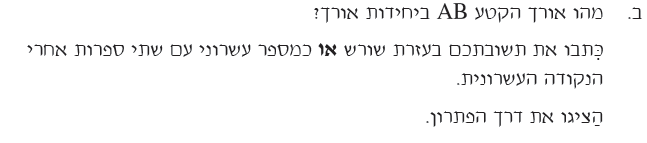 ב. מהו אורך הקטע AB ביחידות אורך?
כִּתבו את תשובתכם בעזרת שורש או כמספר עשרוני עם שתי ספרות אחרי
הנקודה העשרונית.
הַציגו את דרך הפתרון.